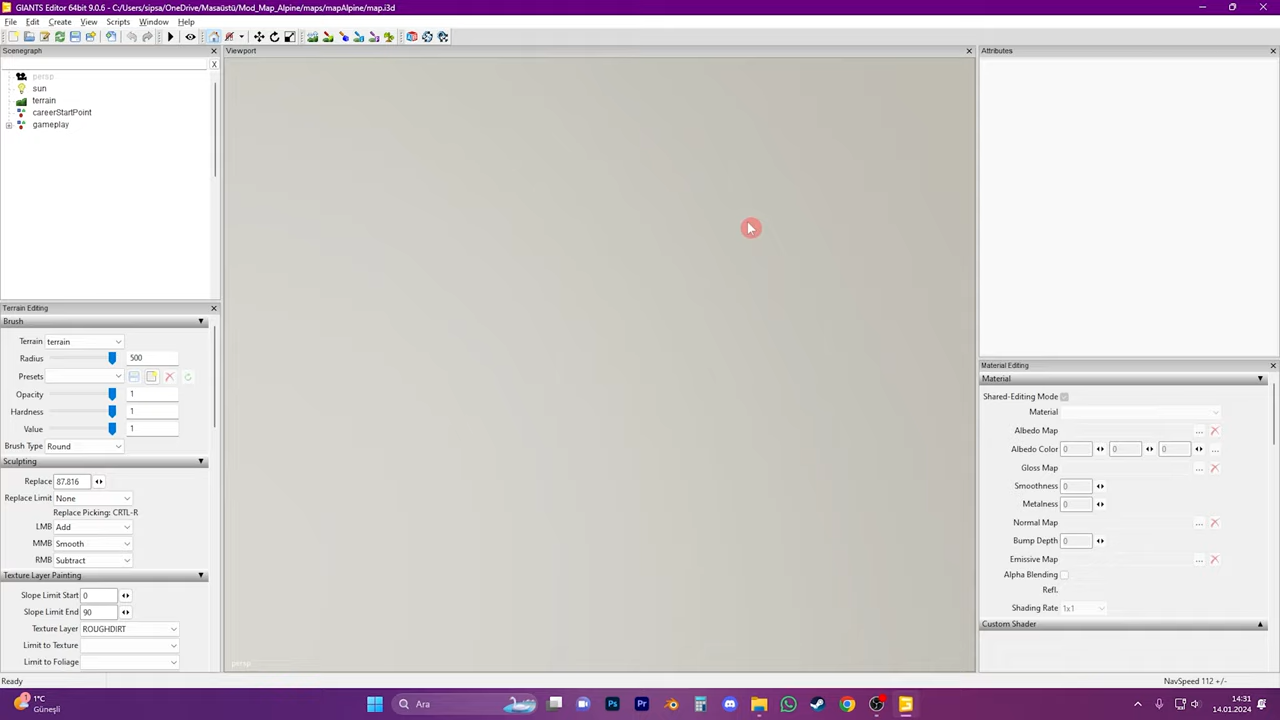 GIANTS Editor 64bit 9.0.6 - C:/Users/sipsa/OneDrive/Masaüstü/Mod_Map_Alpine/maps/mapAlpine/map.i3d
File Edit Create View Scripts Window Help
Scenegraph
X
persp
sun
terrain
careerStartPoint
gameplay
Viewport
persp
Attributes
Terrain Editing
Brush
Terrain terrain
Radius 500
Presets
Opacity 1
Hardness 1
Value 1
Brush Type Round
Sculpting
Replace 87.816
Replace Limit None
Replace Picking: CRTL-R
LMB Add
MMB Smooth
RMB Subtract
Texture Layer Painting
Slope Limit Start 0
Slope Limit End 90
Texture Layer ROUGHDIRT
Limit to Texture
Limit to Foliage
Material Editing
Material
Shared-Editing Mode
Material
Albedo Map ...
Albedo Color 0 0 0 ...
Gloss Map ...
Smoothness 0
Metalness 0
Normal Map ...
Bump Depth 0
Emissive Map ...
Alpha Blending
Refl.
Shading Rate 1x1
Custom Shader
Ready
NavSpeed 112 +/-
1°C
Güneşli
Ara
14:31
14.01.2024